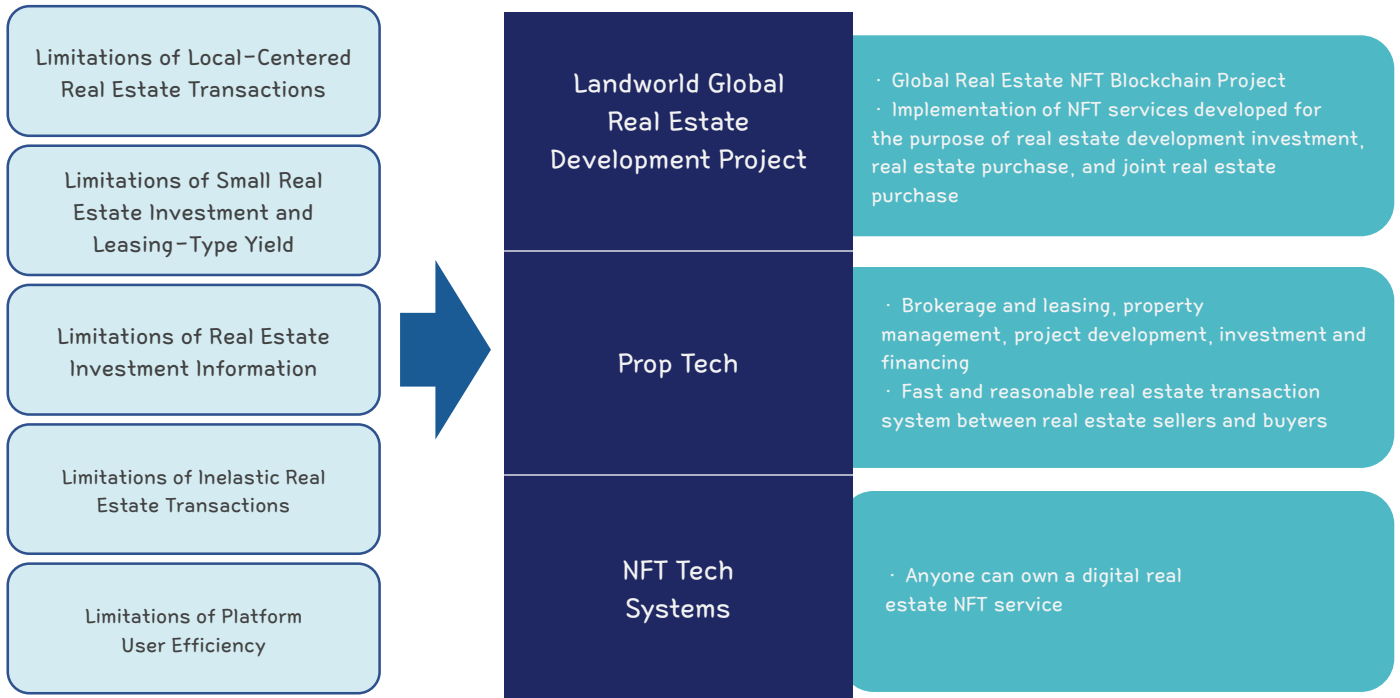 Limitations of Local-Centered
Real Estate Transactions
Limitations of Small Real
Estate Investment and
Leasing-Type Yield
Limitations of Real Estate
Investment Information
Limitations of Inelastic Real
Estate Transactions
Limitations of Platform
User Efficiency
Landworld Global
Real Estate
Development Project
· Global Real Estate NFT Blockchain Project
· Implementation of NFT services developed for
the purpose of real estate development investment,
real estate purchase, and joint real estate
purchase
Prop Tech
· Brokerage and leasing, property
management, project development, investment and
financing
· Fast and reasonable real estate transaction
system between real estate sellers and buyers
NFT Tech
Systems
· Anyone can own a digital real
estate NFT service